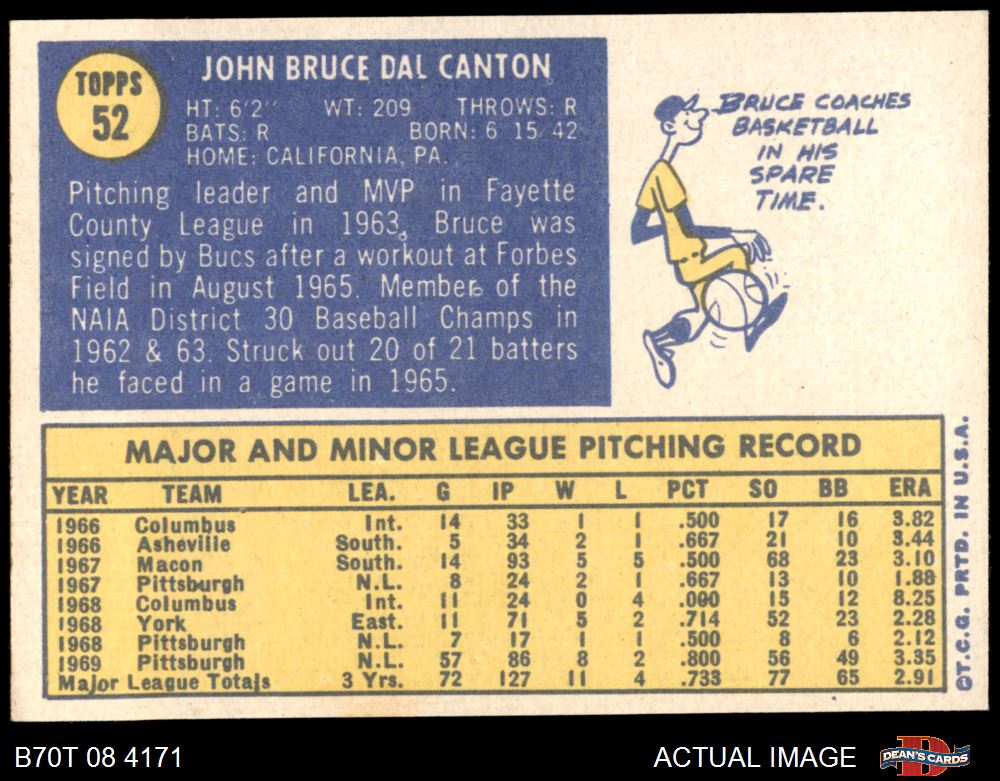 TOPPS
52
JOHN BRUCE DAL CANTON
HT: 6'2'' WT: 209 THROWS: R
BATS: R BORN: 6 15 42
HOME: CALIFORNIA, PA.
Pitching leader and MVP in Fayette
County League in 1963, Bruce was
signed by Bucs after a workout at Forbes
Field in August 1965. Member of the
NAIA District 30 Baseball Champs in
1962 & 63. Struck out 20 of 21 batters
he faced in a game in 1965.
BRUCE COACHES
BASKETBALL
IN HIS
SPARE
TIME.
MAJOR AND MINOR LEAGUE PITCHING RECORD
YEAR TEAM LEA. G IP W L PCT SO BB ERA
1966 Columbus Int. 14 33 1 1 .500 17 16 3.82
1966 Asheville South. 5 34 2 1 .667 21 10 3.44
1967 Macon South. 14 93 5 5 .500 68 23 3.10
1967 Pittsburgh N.L. 8 24 2 1 .667 13 10 1.88
1968 Columbus Int. 11 24 0 4 .000 15 12 8.25
1968 York East. 11 71 5 2 .714 52 23 2.28
1968 Pittsburgh N.L. 7 17 1 1 .500 8 6 2.12
1969 Pittsburgh N.L. 57 86 8 2 .800 56 49 3.35
Major League Totals 3 Yrs. 72 127 11 4 .733 77 65 2.91
©T.C.G. PRTD. IN U.S.A.
B70T 08 4171 ACTUAL IMAGE DEAN'S CARDS